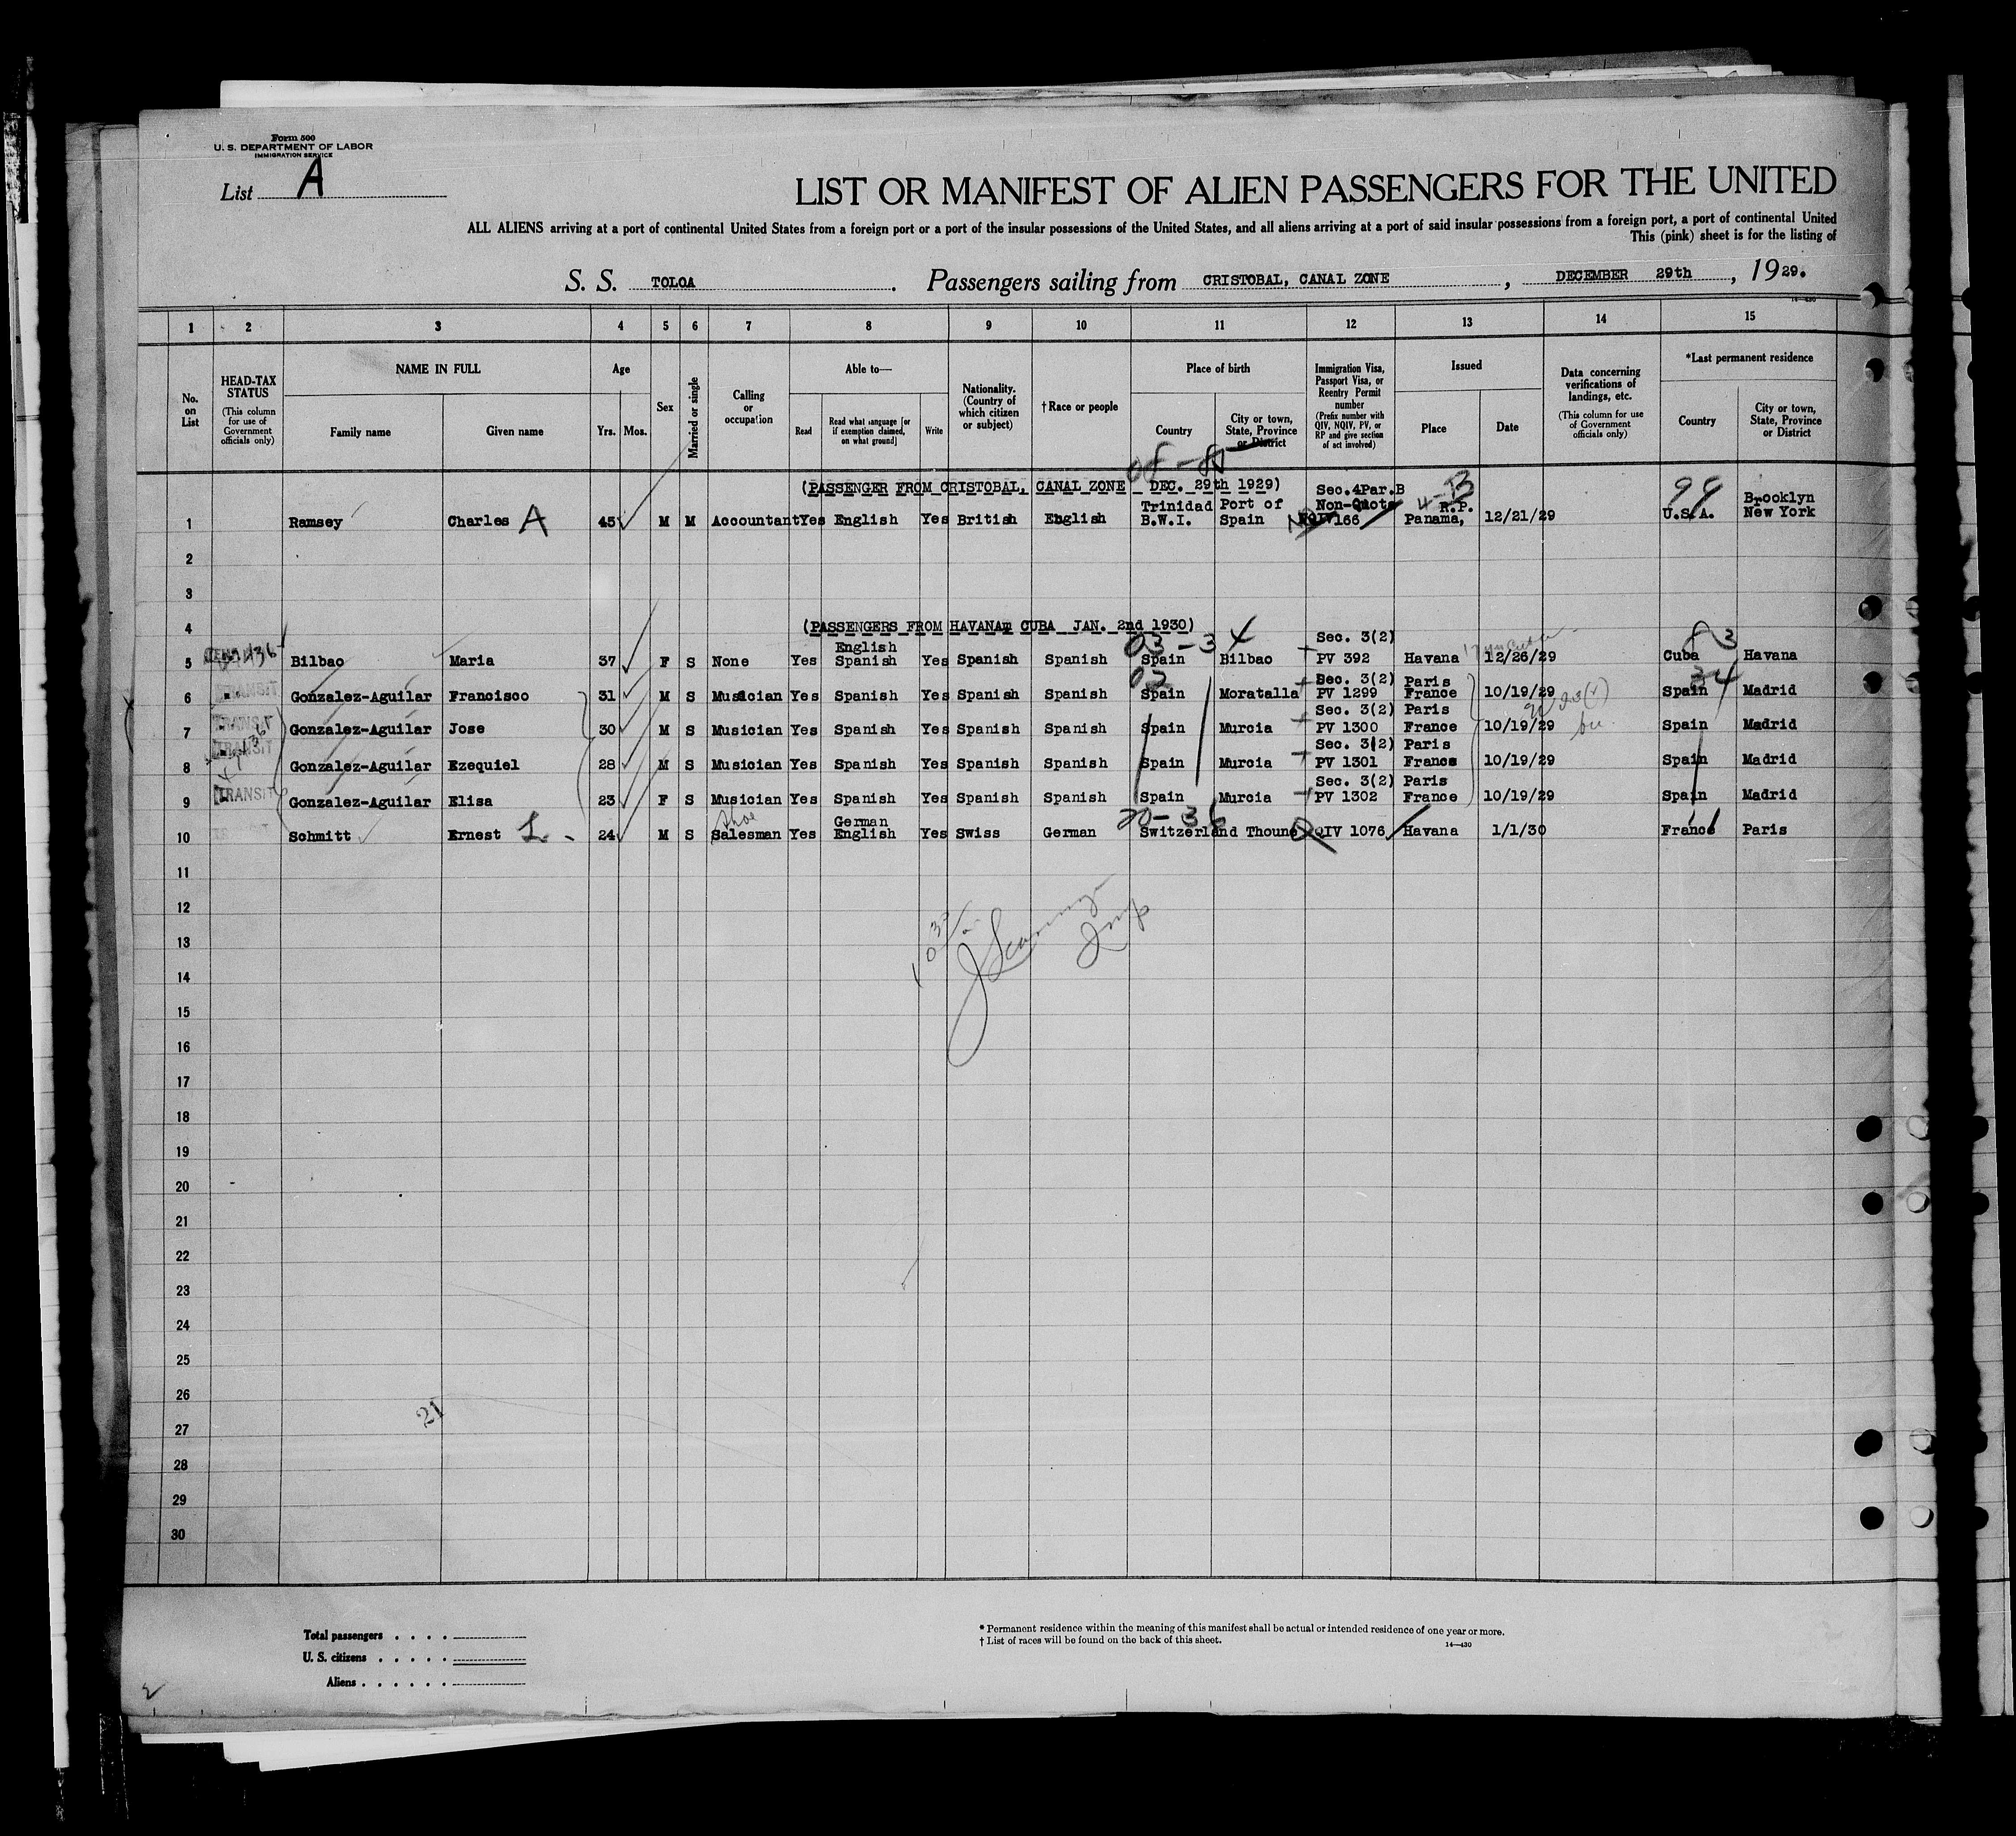 Form 500
U. S. DEPARTMENT OF LABOR
IMMIGRATION SERVICE
List A
LIST OR MANIFEST OF ALIEN PASSENGERS FOR THE UNITED
ALL ALIENS arriving at a port of continental United States from a foreign port or a port of the insular possessions of the United States, and all aliens arriving at a port of said insular possessions from a foreign port, a port of continental United
This (pink) sheet is for the listing of
S. S. TOLOA. Passengers sailing from CRISTOBAL, CANAL ZONE, DECEMBER 29th, 1929.
14-430
1 2 3 4 5 6 7 8 9 10 11 12 13 14 15
No. on List
HEAD-TAX STATUS
(This column for use of Government officials only)
NAME IN FULL
Family name
Given name
Age
Yrs. Mos.
Sex
Married or single
Calling or occupation
Able to—
Read
Read what language [or if exemption claimed, on what ground]
Write
Nationality. (Country of which citizen or subject)
†Race or people
Place of birth
Country
City or town, State, Province or District
Immigration Visa, Passport Visa, or Reentry Permit number
(Prefix number with QIV, NQIV, PV, or RP and give section of act involved)
Issued
Place
Date
Data concerning verifications of landings, etc.
(This column for use of Government officials only)
*Last permanent residence
Country
City or town, State, Province or District
(PASSENGER FROM CRISTOBAL, CANAL ZONE DEC. 29th 1929) Sec.4Par.B
99
4-B
1 Ramsey Charles A 45 M M Accountant Yes English Yes British English Trinidad B.W.I. Port of Spain Non-Quota NQIV166 R.P. Panama, 12/21/29 U.S.A. Brooklyn New York
2
3
4 (PASSENGERS FROM HAVANA CUBA JAN. 2nd 1930)
03-34
83
5 Bilbao Maria 37 F S None Yes English Spanish Yes Spanish Spanish Spain Bilbao Sec. 3(2) PV 392 Havana 12/26/29 Cuba Havana
03
34
6 TRANSIT Gonzalez-Aguilar Francisco 31 M S Musician Yes Spanish Yes Spanish Spanish Spain Moratalla Sec. 3(2) PV 1299 Paris France 10/19/29 Spain Madrid
7 TRANSIT Gonzalez-Aguilar Jose 30 M S Musician Yes Spanish Yes Spanish Spanish Spain Murcia Sec. 3(2) PV 1300 Paris France 10/19/29 Spain Madrid
8 TRANSIT Gonzalez-Aguilar Ezequiel 28 M S Musician Yes Spanish Yes Spanish Spanish Spain Murcia Sec. 3(2) PV 1301 Paris France 10/19/29 Spain Madrid
9 TRANSIT Gonzalez-Aguilar Elisa 23 F S Musician Yes Spanish Yes Spanish Spanish Spain Murcia Sec. 3(2) PV 1302 Paris France 10/19/29 Spain Madrid
20-36
10 Schmitt Ernest L. 24 M S Shoe Salesman Yes German English Yes Swiss German Switzerland Thoune QIV 1076 Havana 1/1/30 France Paris
11
12
13
14
15
16
17
18
19
20
21
22
23
24
25
26
21
27
28
29
30
Total passengers
U. S. citizens
Aliens
* Permanent residence within the meaning of this manifest shall be actual or intended residence of one year or more.
† List of races will be found on the back of this sheet.
14—430